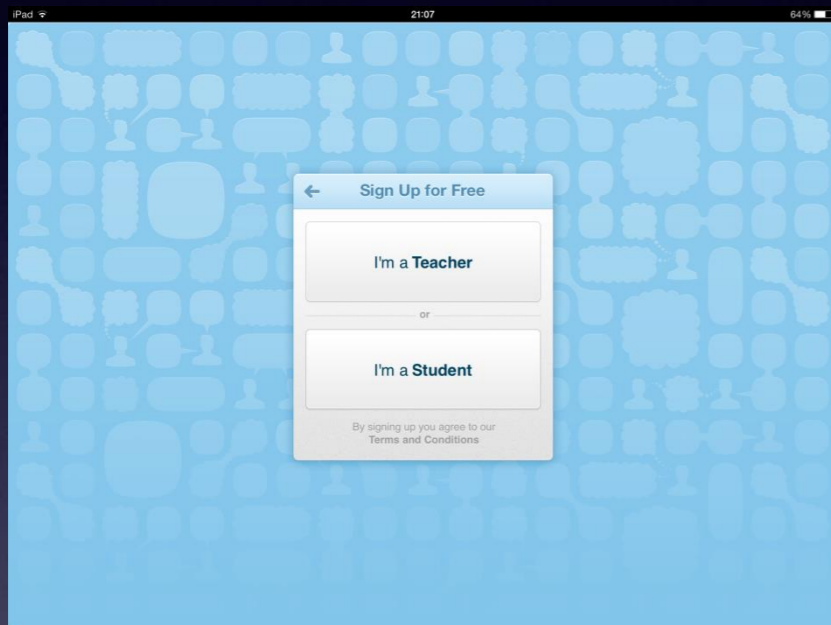 iPad 21:07 64%
Sign Up for Free
I'm a Teacher
or
I'm a Student
By signing up you agree to our
Terms and Conditions